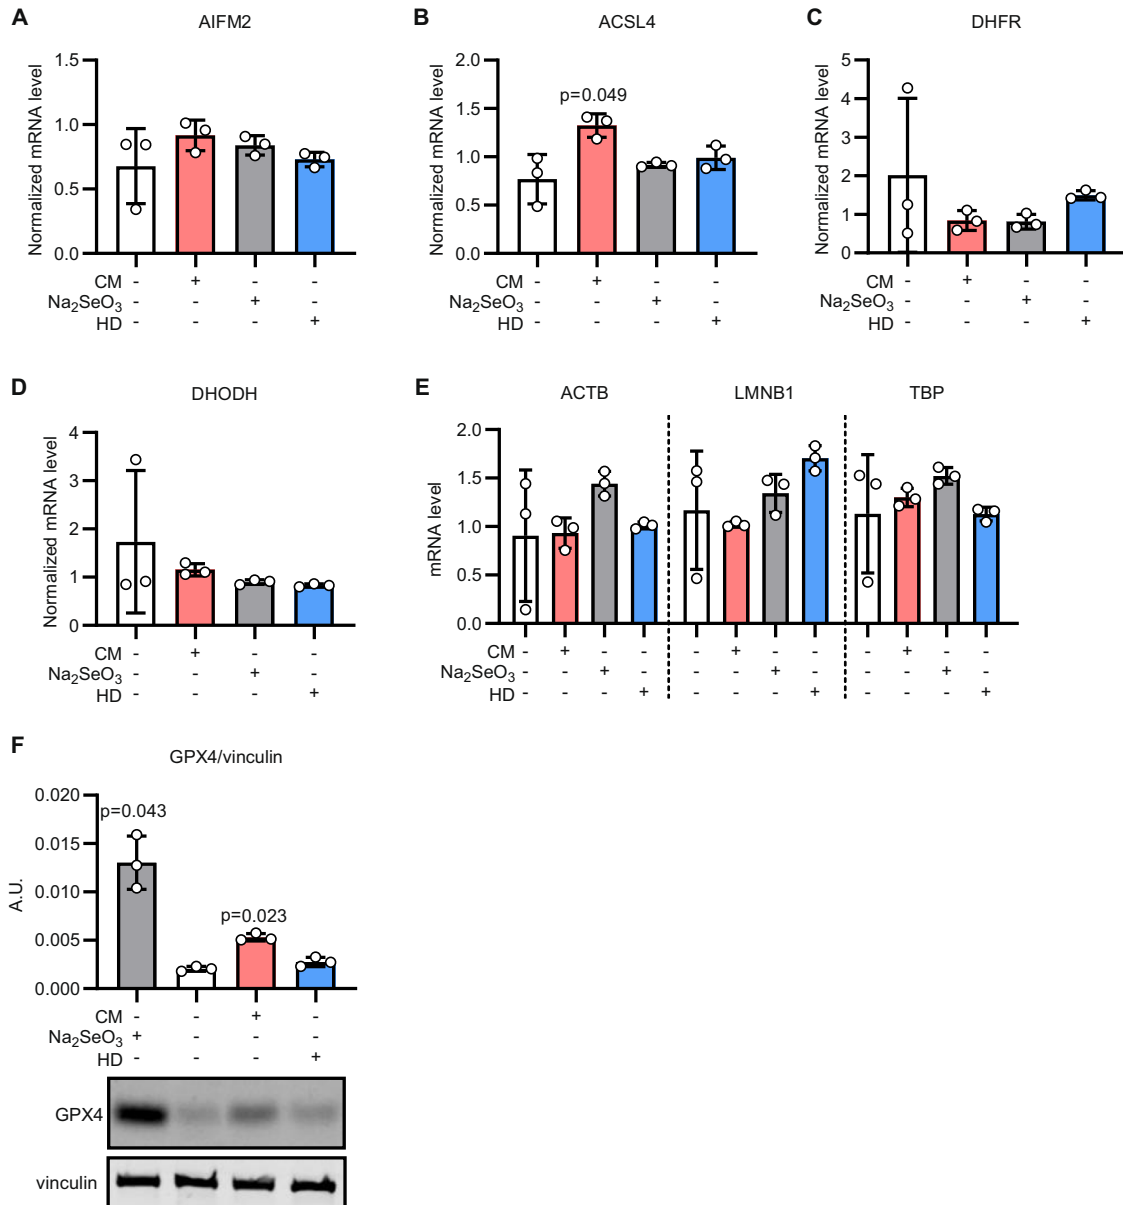 A
AIFM2
Normalized mRNA level
1.5
1.0
0.5
0.0
CM - + - -
Na₂SeO₃ - - + -
HD - - - +
B
ACSL4
Normalized mRNA level
2.0
1.5
1.0
0.5
0.0
p=0.049
CM - + - -
Na₂SeO₃ - - + -
HD - - - +
C
DHFR
Normalized mRNA level
5
4
3
2
1
0
CM - + - -
Na₂SeO₃ - - + -
HD - - - +
D
DHODH
Normalized mRNA level
4
3
2
1
0
CM - + - -
Na₂SeO₃ - - + -
HD - - - +
E
ACTB LMNB1 TBP
mRNA level
2.0
1.5
1.0
0.5
0.0
CM - + - - - + - - - + - -
Na₂SeO₃ - - + - - - + - - - + -
HD - - - + - - - + - - - +
F
GPX4/vinculin
A.U.
0.020
0.015
0.010
0.005
0.000
p=0.043
p=0.023
CM - - + -
Na₂SeO₃ + - - -
HD - - - +
GPX4
vinculin